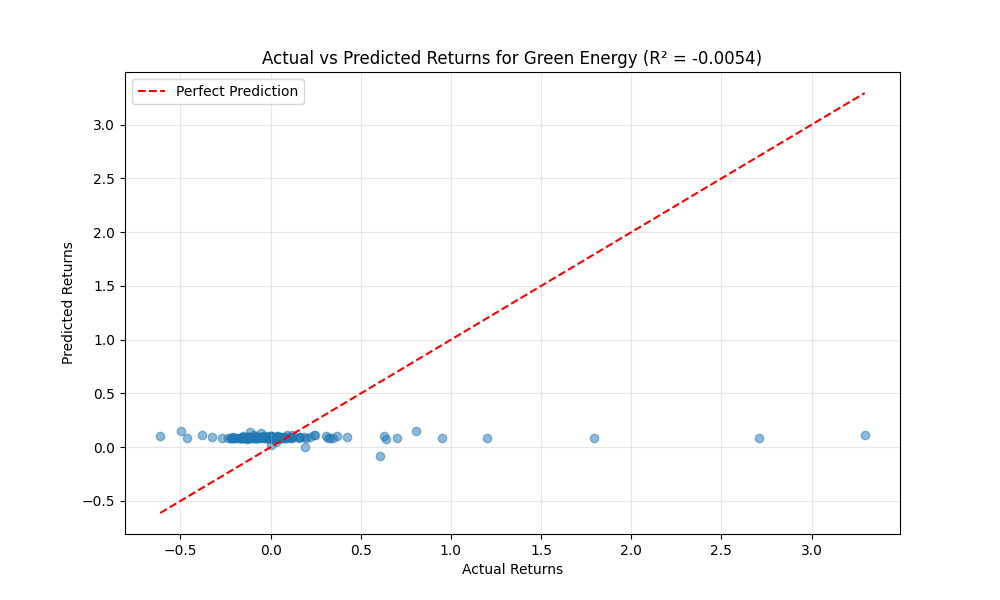 Actual vs Predicted Returns for Green Energy (R² = -0.0054)
Perfect Prediction
3.0
2.5
2.0
1.5
1.0
0.5
0.0
−0.5
Predicted Returns
−0.5 0.0 0.5 1.0 1.5 2.0 2.5 3.0
Actual Returns